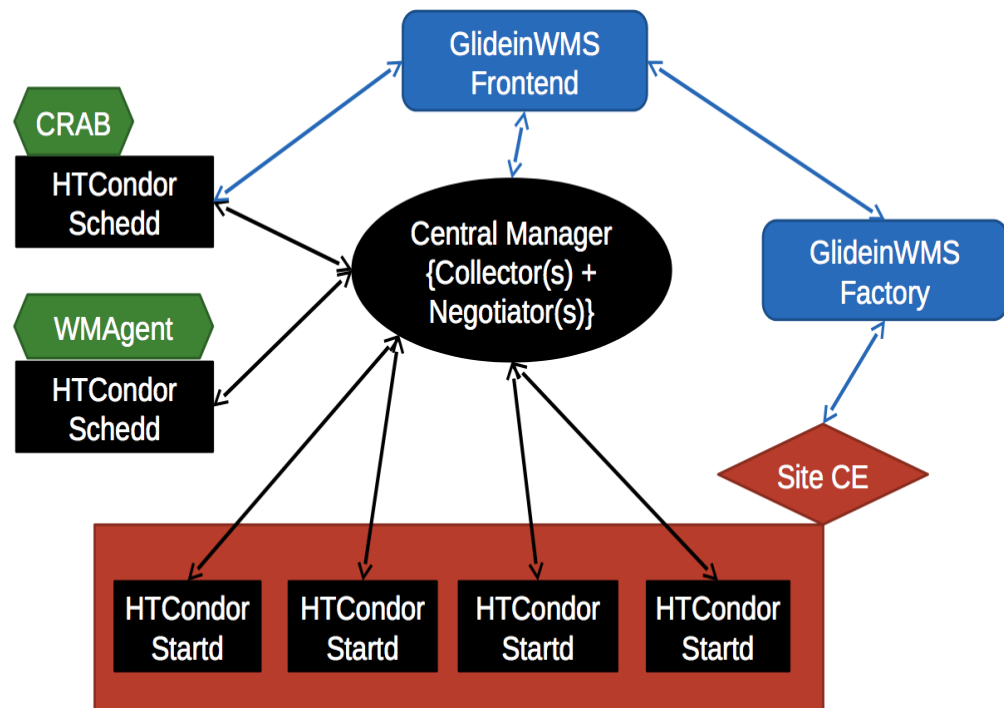 GlideinWMS
Frontend
CRAB
HTCondor
Schedd
Central Manager
{Collector(s) +
Negotiator(s)}
GlideinWMS
Factory
WMAgent
HTCondor
Schedd
Site CE
HTCondor
Startd
HTCondor
Startd
HTCondor
Startd
HTCondor
Startd